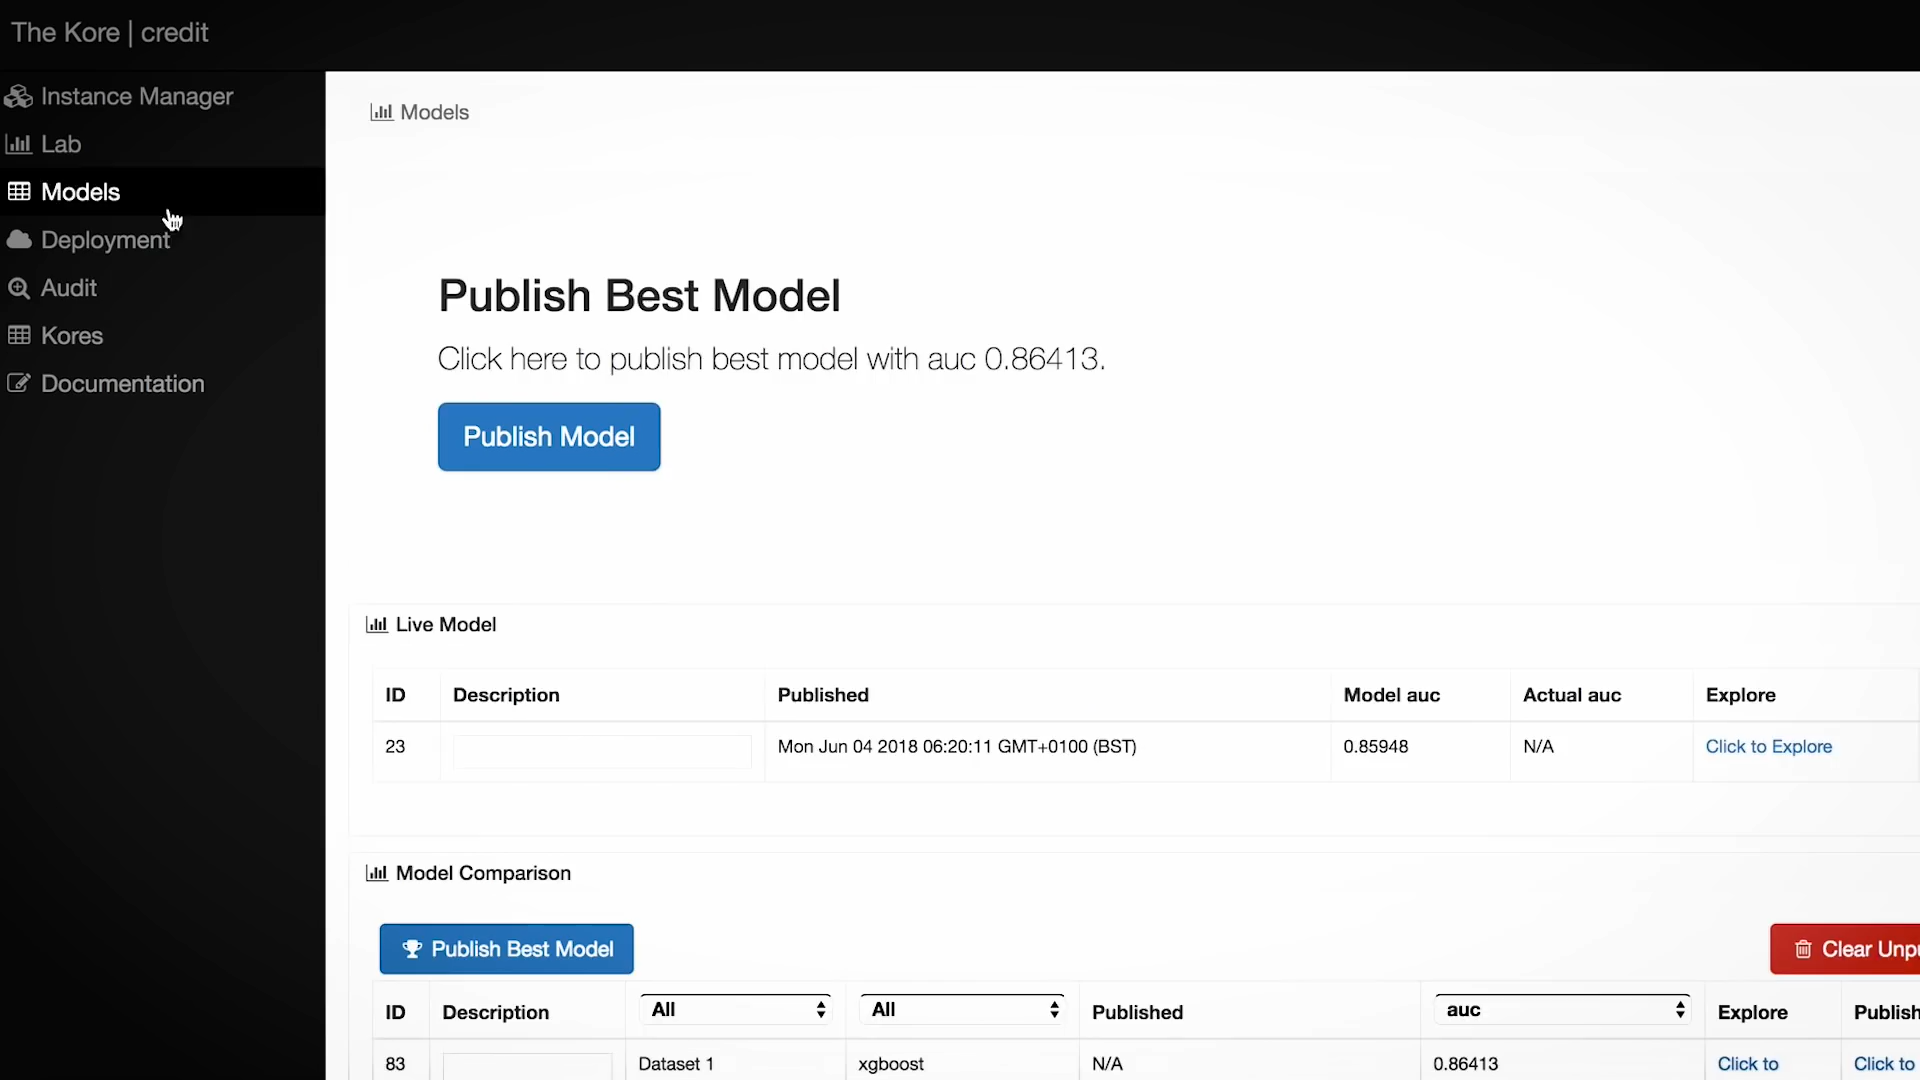 The Kore | credit
Instance Manager
Lab
Models
Deployment
Audit
Kores
Documentation
Models
Publish Best Model
Click here to publish best model with auc 0.86413.
Publish Model
Live Model
ID Description Published Model auc Actual auc Explore
23 Mon Jun 04 2018 06:20:11 GMT+0100 (BST) 0.85948 N/A Click to Explore
Model Comparison
Publish Best Model Clear
ID Description All All Published auc Explore Publish
83 Dataset 1 xgboost N/A 0.86413 Click to Click to